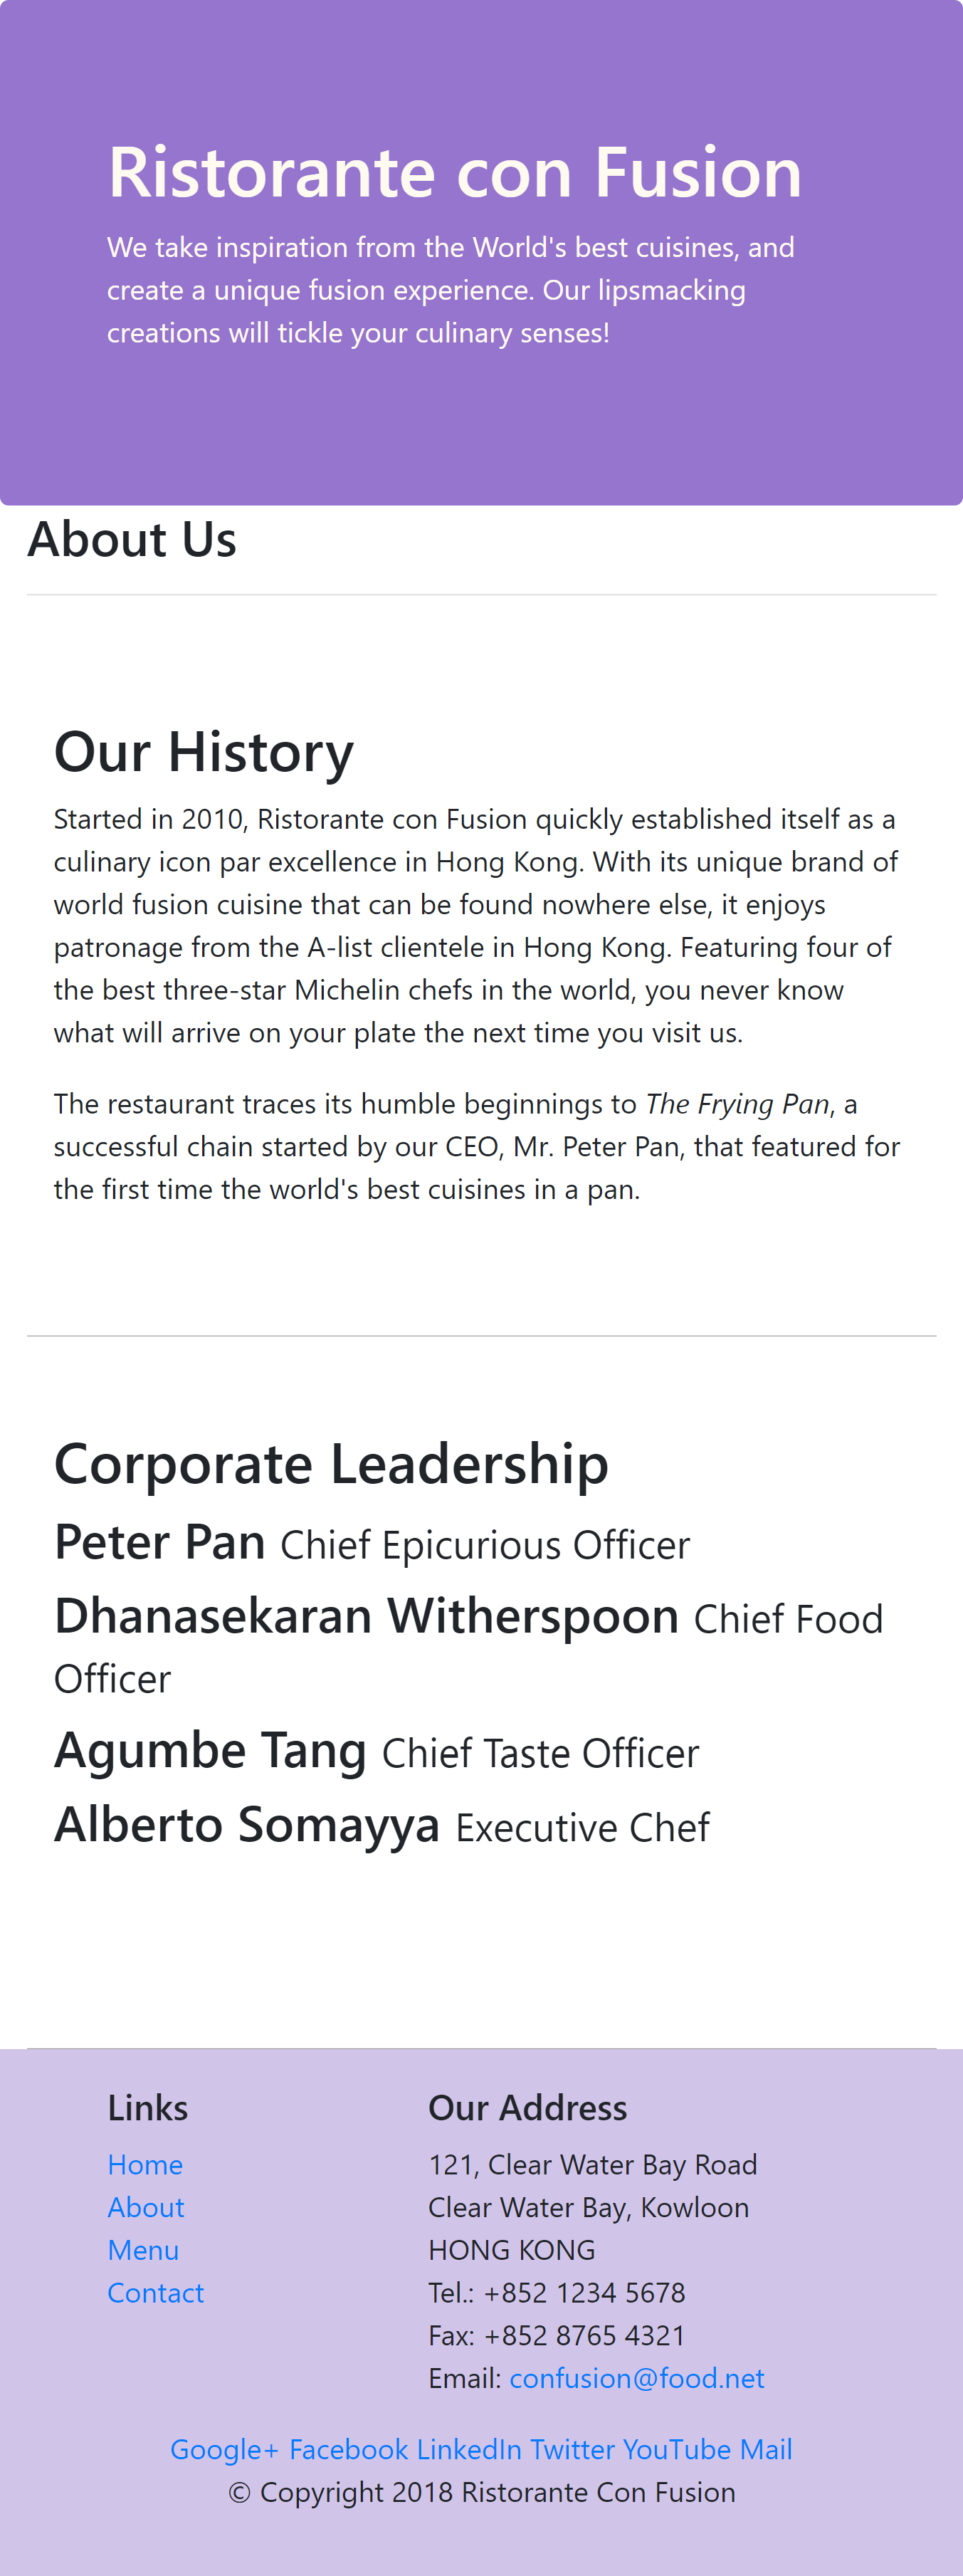 Ristorante con Fusion
We take inspiration from the World's best cuisines, and
create a unique fusion experience. Our lipsmacking
creations will tickle your culinary senses!
About Us
Our History
Started in 2010, Ristorante con Fusion quickly established itself as a
culinary icon par excellence in Hong Kong. With its unique brand of
world fusion cuisine that can be found nowhere else, it enjoys
patronage from the A-list clientele in Hong Kong. Featuring four of
the best three-star Michelin chefs in the world, you never know
what will arrive on your plate the next time you visit us.
The restaurant traces its humble beginnings to The Frying Pan, a
successful chain started by our CEO, Mr. Peter Pan, that featured for
the first time the world's best cuisines in a pan.
Corporate Leadership
Peter Pan Chief Epicurious Officer
Dhanasekaran Witherspoon Chief Food
Officer
Agumbe Tang Chief Taste Officer
Alberto Somayya Executive Chef
Links
Home
About
Menu
Contact
Our Address
121, Clear Water Bay Road
Clear Water Bay, Kowloon
HONG KONG
Tel.: +852 1234 5678
Fax: +852 8765 4321
Email: confusion@food.net
Google+ Facebook LinkedIn Twitter YouTube Mail
© Copyright 2018 Ristorante Con Fusion